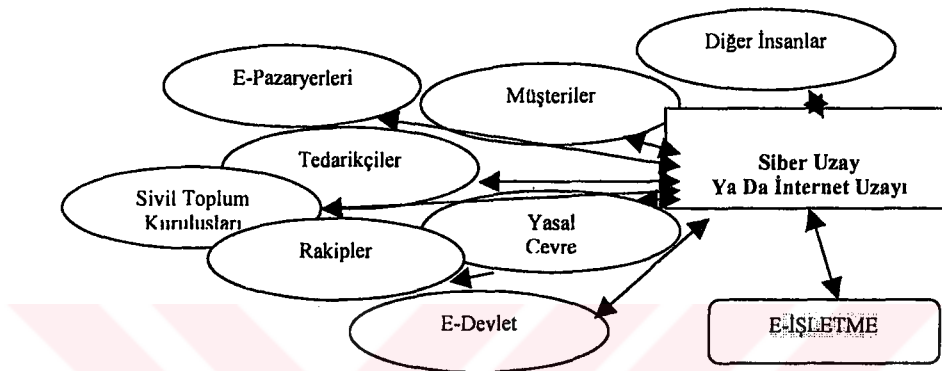 Diğer İnsanlar
E-Pazaryerleri
Müşteriler
Tedarikçiler
Siber Uzay
Ya Da İnternet Uzayı
Sivil Toplum
Kuruluşları
Yasal
Çevre
Rakipler
E-Devlet
E-İŞLETME